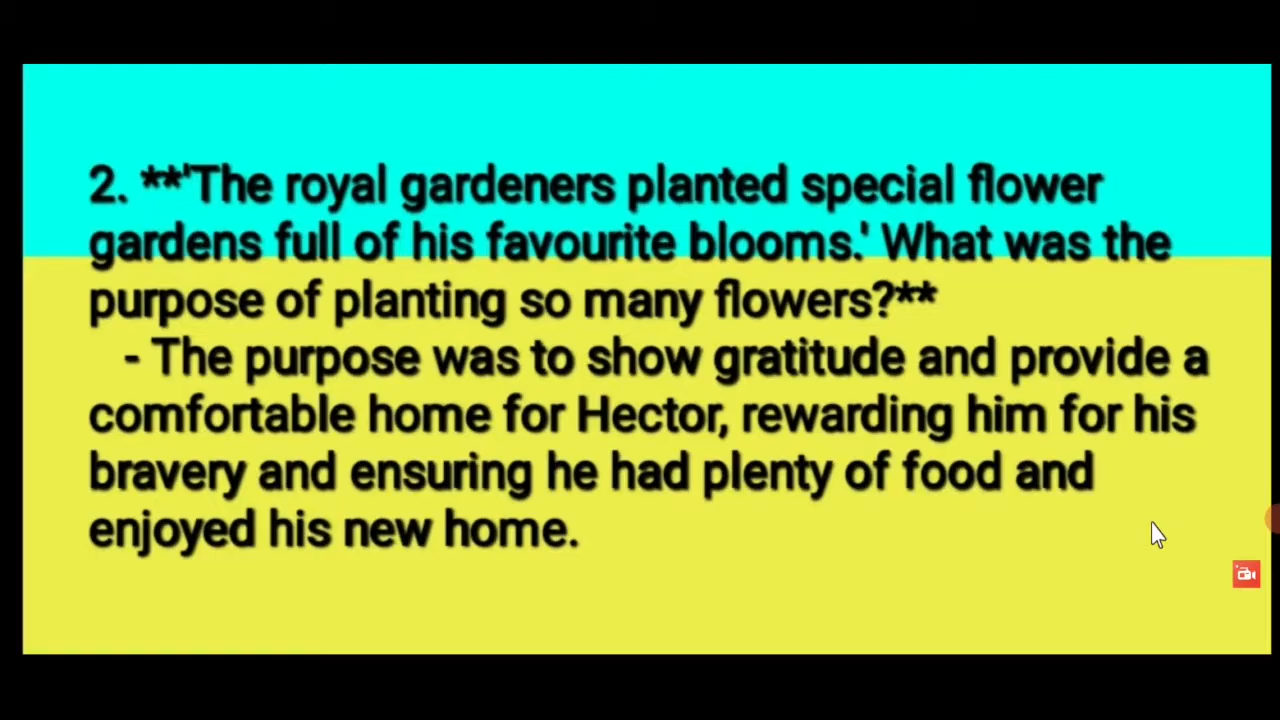 2. **'The royal gardeners planted special flower
gardens full of his favourite blooms.' What was the
purpose of planting so many flowers?**
- The purpose was to show gratitude and provide a
comfortable home for Hector, rewarding him for his
bravery and ensuring he had plenty of food and
enjoyed his new home.